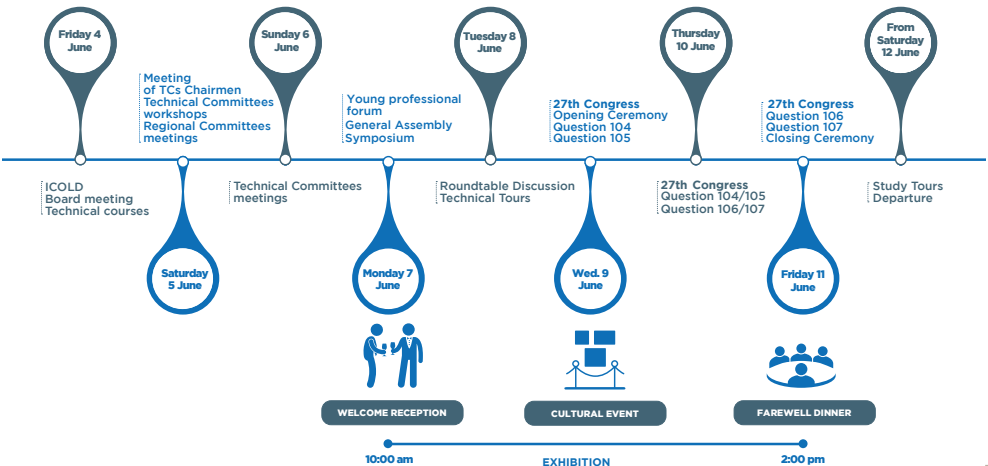 Friday 4
June
Sunday 6
June
Tuesday 8
June
Thursday
10 June
From
Saturday
12 June
Meeting
of TCs Chairmen
Technical Committees
workshops
Regional Committees
meetings
Young professional
forum
General Assembly
Symposium
27th Congress
Opening Ceremony
Question 104
Question 105
27th Congress
Question 106
Question 107
Closing Ceremony
ICOLD
Board meeting
Technical courses
Technical Committees
meetings
Roundtable Discussion
Technical Tours
27th Congress
Question 104/105
Question 106/107
Study Tours
Departure
Saturday
5 June
Monday 7
June
Wed. 9
June
Friday 11
June
WELCOME RECEPTION
CULTURAL EVENT
FAREWELL DINNER
10:00 am
EXHIBITION
2:00 pm